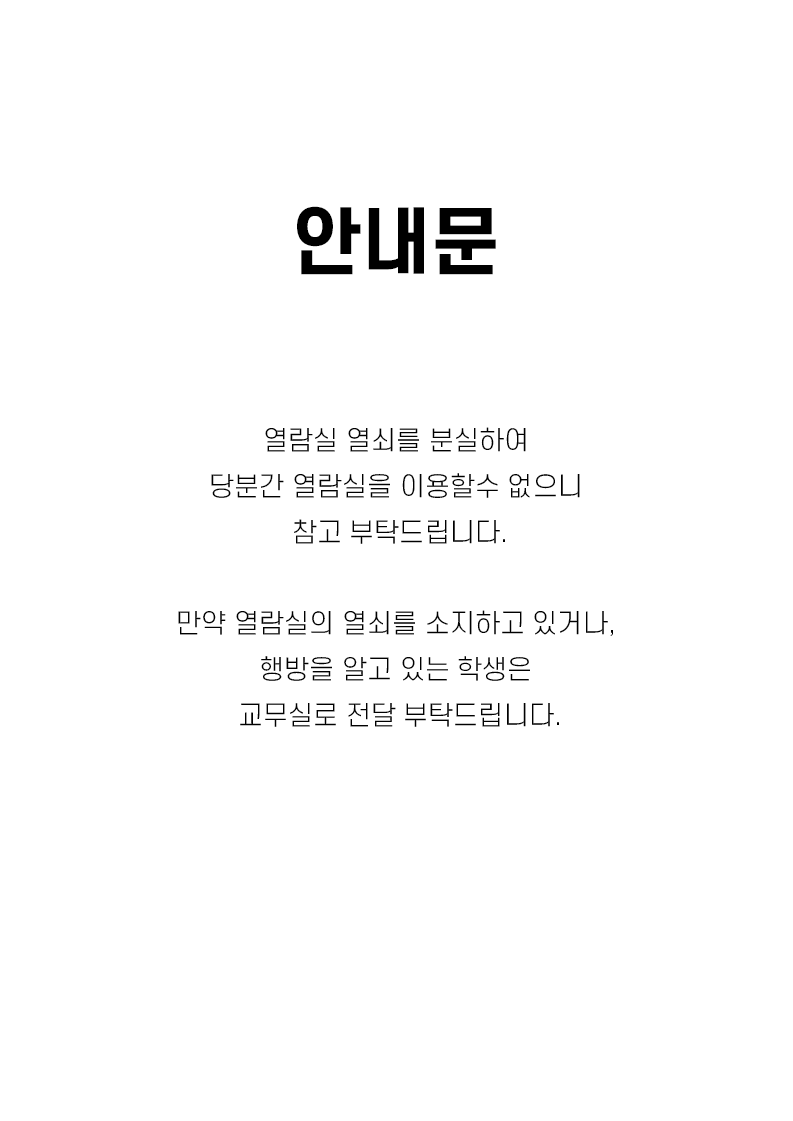 안내문
열람실 열쇠를 분실하여
당분간 열람실을 이용할수 없으니
참고 부탁드립니다.
만약 열람실의 열쇠를 소지하고 있거나,
행방을 알고 있는 학생은
교무실로 전달 부탁드립니다.